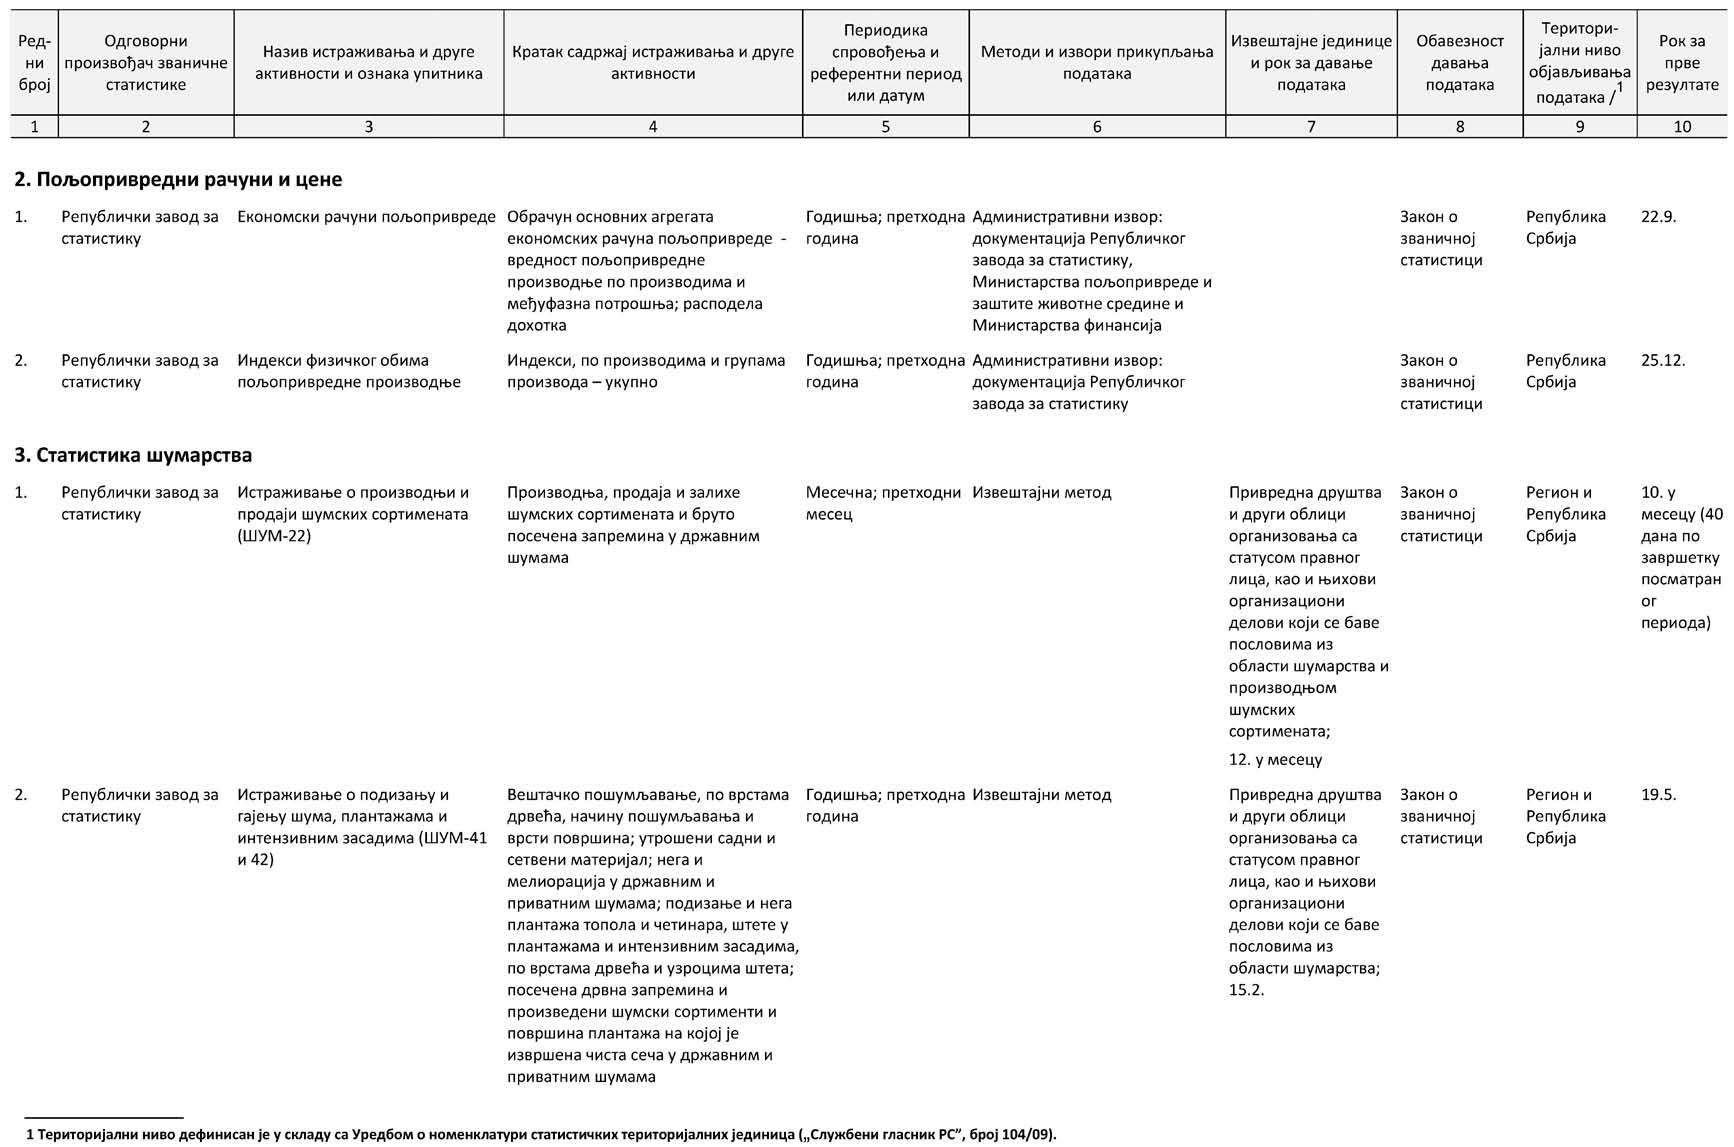 Ред-
ни
број
Одговорни
произвођач званичне
статистике
Назив истраживања и друге
активности и ознака упитника
Кратак садржај истраживања и друге
активности
Периодика
спровођења и
референтни период
или датум
Методи и извори прикупљања
података
Извештајне јединице
и рок за давање
података
Обавезност
давања
података
Територи-
јални ниво
објављивања
података /1
Рок за
прве
резултате
1 2 3 4 5 6 7 8 9 10
2. Пољопривредни рачуни и цене
1.
Републички завод за
статистику
Економски рачуни пољопривреде
Обрачун основних агрегата
економских рачуна пољопривреде -
вредност пољопривредне
производње по производима и
међуфазна потрошња; расподела
дохотка
Годишња; претходна
година
Административни извор:
документација Републичког
завода за статистику,
Министарства пољопривреде и
заштите животне средине и
Министарства финансија
Закон о
званичној
статистици
Република
Србија
22.9.
2.
Републички завод за
статистику
Индекси физичког обима
пољопривредне производње
Индекси, по производима и групама
производа – укупно
Годишња; претходна
година
Административни извор:
документација Републичког
завода за статистику
Закон о
званичној
статистици
Република
Србија
25.12.
3. Статистика шумарства
1.
Републички завод за
статистику
Истраживање о производњи и
продаји шумских сортимената
(ШУМ-22)
Производња, продаја и залихе
шумских сортимената и бруто
посечена запремина у државним
шумама
Месечна; претходни
месец
Извештајни метод
Привредна друштва
и други облици
организовања са
статусом правног
лица, као и њихови
организациони
делови који се баве
пословима из
области шумарства и
производњом
шумских
сортимената;
12. у месецу
Закон о
званичној
статистици
Регион и
Република
Србија
10. у
месецу (40
дана по
завршетку
посматран
ог
периода)
2.
Републички завод за
статистику
Истраживање о подизању и
гајењу шума, плантажама и
интензивним засадима (ШУМ-41
и 42)
Вештачко пошумљавање, по врстама
дрвећа, начину пошумљавања и
врсти површина; утрошени садни и
сетвени материјал; нега и
мелиорација у државним и
приватним шумама; подизање и нега
плантажа топола и четинара, штете у
плантажама и интензивним засадима,
по врстама дрвећа и узроцима штета;
посечена дрвна запремина и
произведени шумски сортименти и
површина плантажа на којој је
извршена чиста сеча у државним и
приватним шумама
Годишња; претходна
година
Извештајни метод
Привредна друштва
и други облици
организовања са
статусом правног
лица, као и њихови
организациони
делови који се баве
пословима из
области шумарства;
15.2.
Закон о
званичној
статистици
Регион и
Република
Србија
19.5.
1 Територијални ниво дефинисан је у складу са Уредбом о номенклатури статистичких територијалних јединица („Службени гласник РС”, број 104/09).